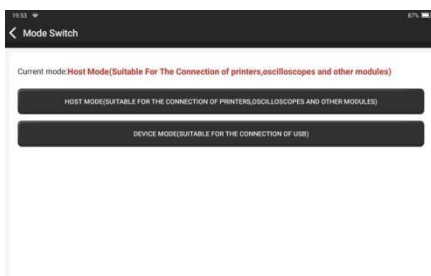 19:53
87%
Mode Switch
Current mode:Host Mode(Suitable For The Connection of printers,oscilloscopes and other modules)
HOST MODE(SUITABLE FOR THE CONNECTION OF PRINTERS,OSCILLOSCOPES AND OTHER MODULES)
DEVICE MODE(SUITABLE FOR THE CONNECTION OF USB)